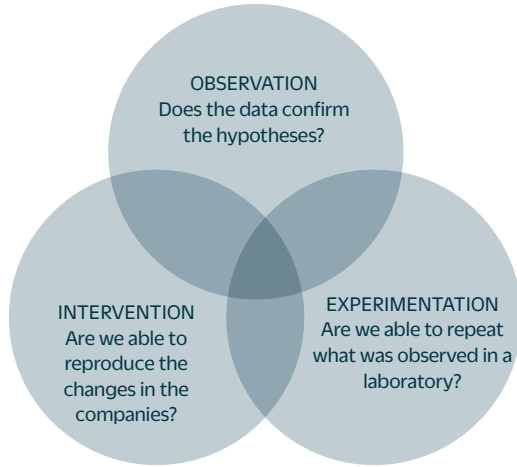 OBSERVATION
Does the data confirm
the hypotheses?
INTERVENTION
Are we able to
reproduce the
changes in the
companies?
EXPERIMENTATION
Are we able to repeat
what was observed in a
laboratory?